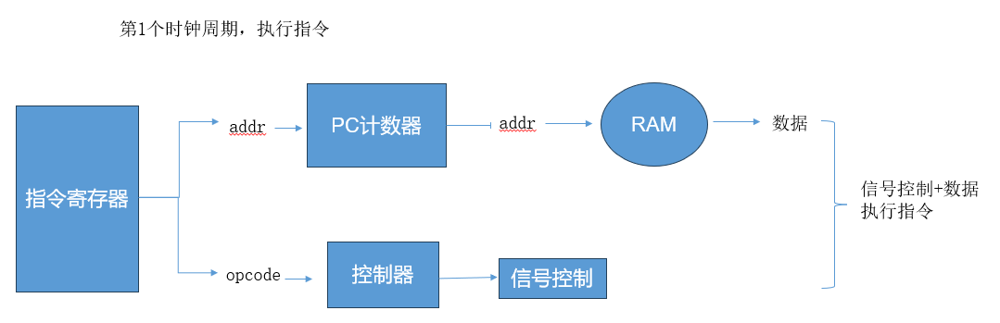 第1个时钟周期，执行指令
指令寄存器
addr
PC计数器
addr
RAM
数据
opcode
控制器
信号控制
信号控制+数据
执行指令